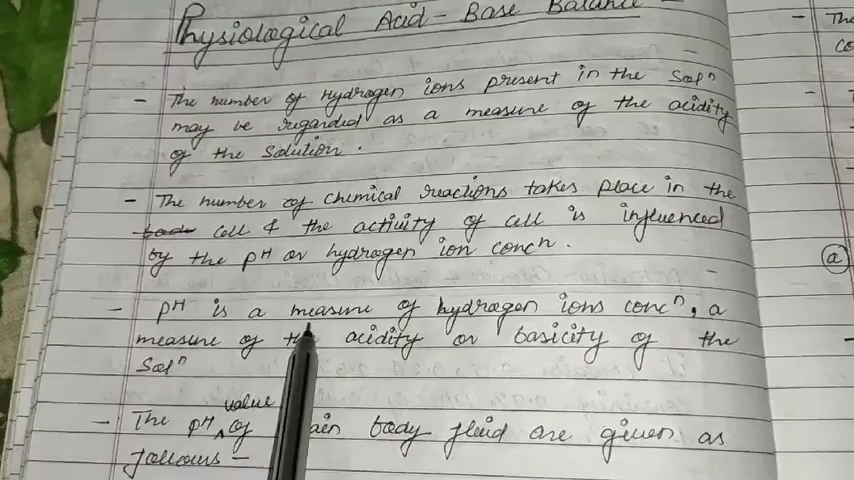 Physiological Acid - Base Balance -
- The number of Hydrogen ions present in the Solⁿ
may be regarded as a measure of the acidity
of the Solution.
- The number of chemical reactions takes place in the
cell & the activity of cell is influenced
by the pH or hydrogen ion concn.
- pH is a measure of hydrogen ions concⁿ, a
measure of the acidity or basicity of the
Solⁿ
- The pH value of body fluid are given as
follows -
- The
co
-
(a)
-